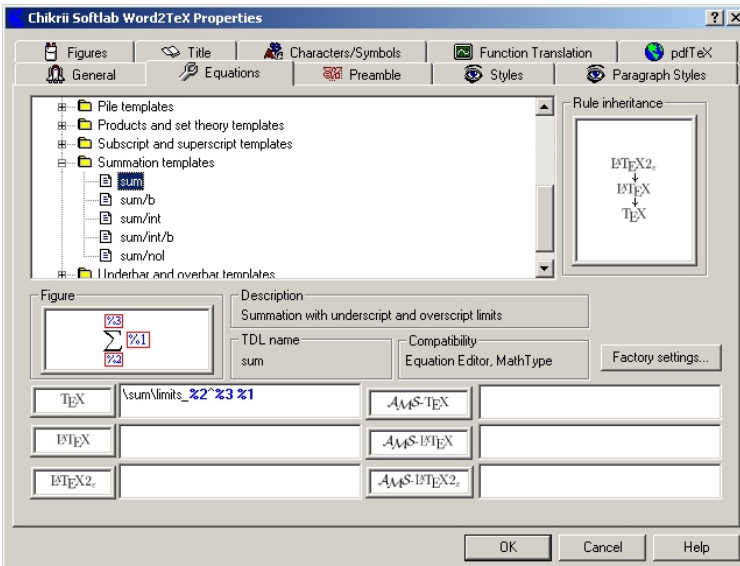 Chikrii Softlab Word2TeX Properties
Figures Title Characters/Symbols Function Translation pdfTeX
General Equations Preamble Styles Paragraph Styles
Pile templates
Products and set theory templates
Subscript and superscript templates
Summation templates
sum
sum/b
sum/int
sum/int/b
sum/nol
Underbar and overbar templates
Rule inheritance
LATEX2ε
↓
LATEX
↓
TEX
Figure
%3
∑ %1
%2
Description
Summation with underscript and overscript limits
TDL name
sum
Compatibility
Equation Editor, MathType
Factory settings...
TEX \sum\limits_%2^%3 %1 AMS-TEX
LATEX AMS-LATEX
LATEX2ε AMS-LATEX2ε
OK Cancel Help